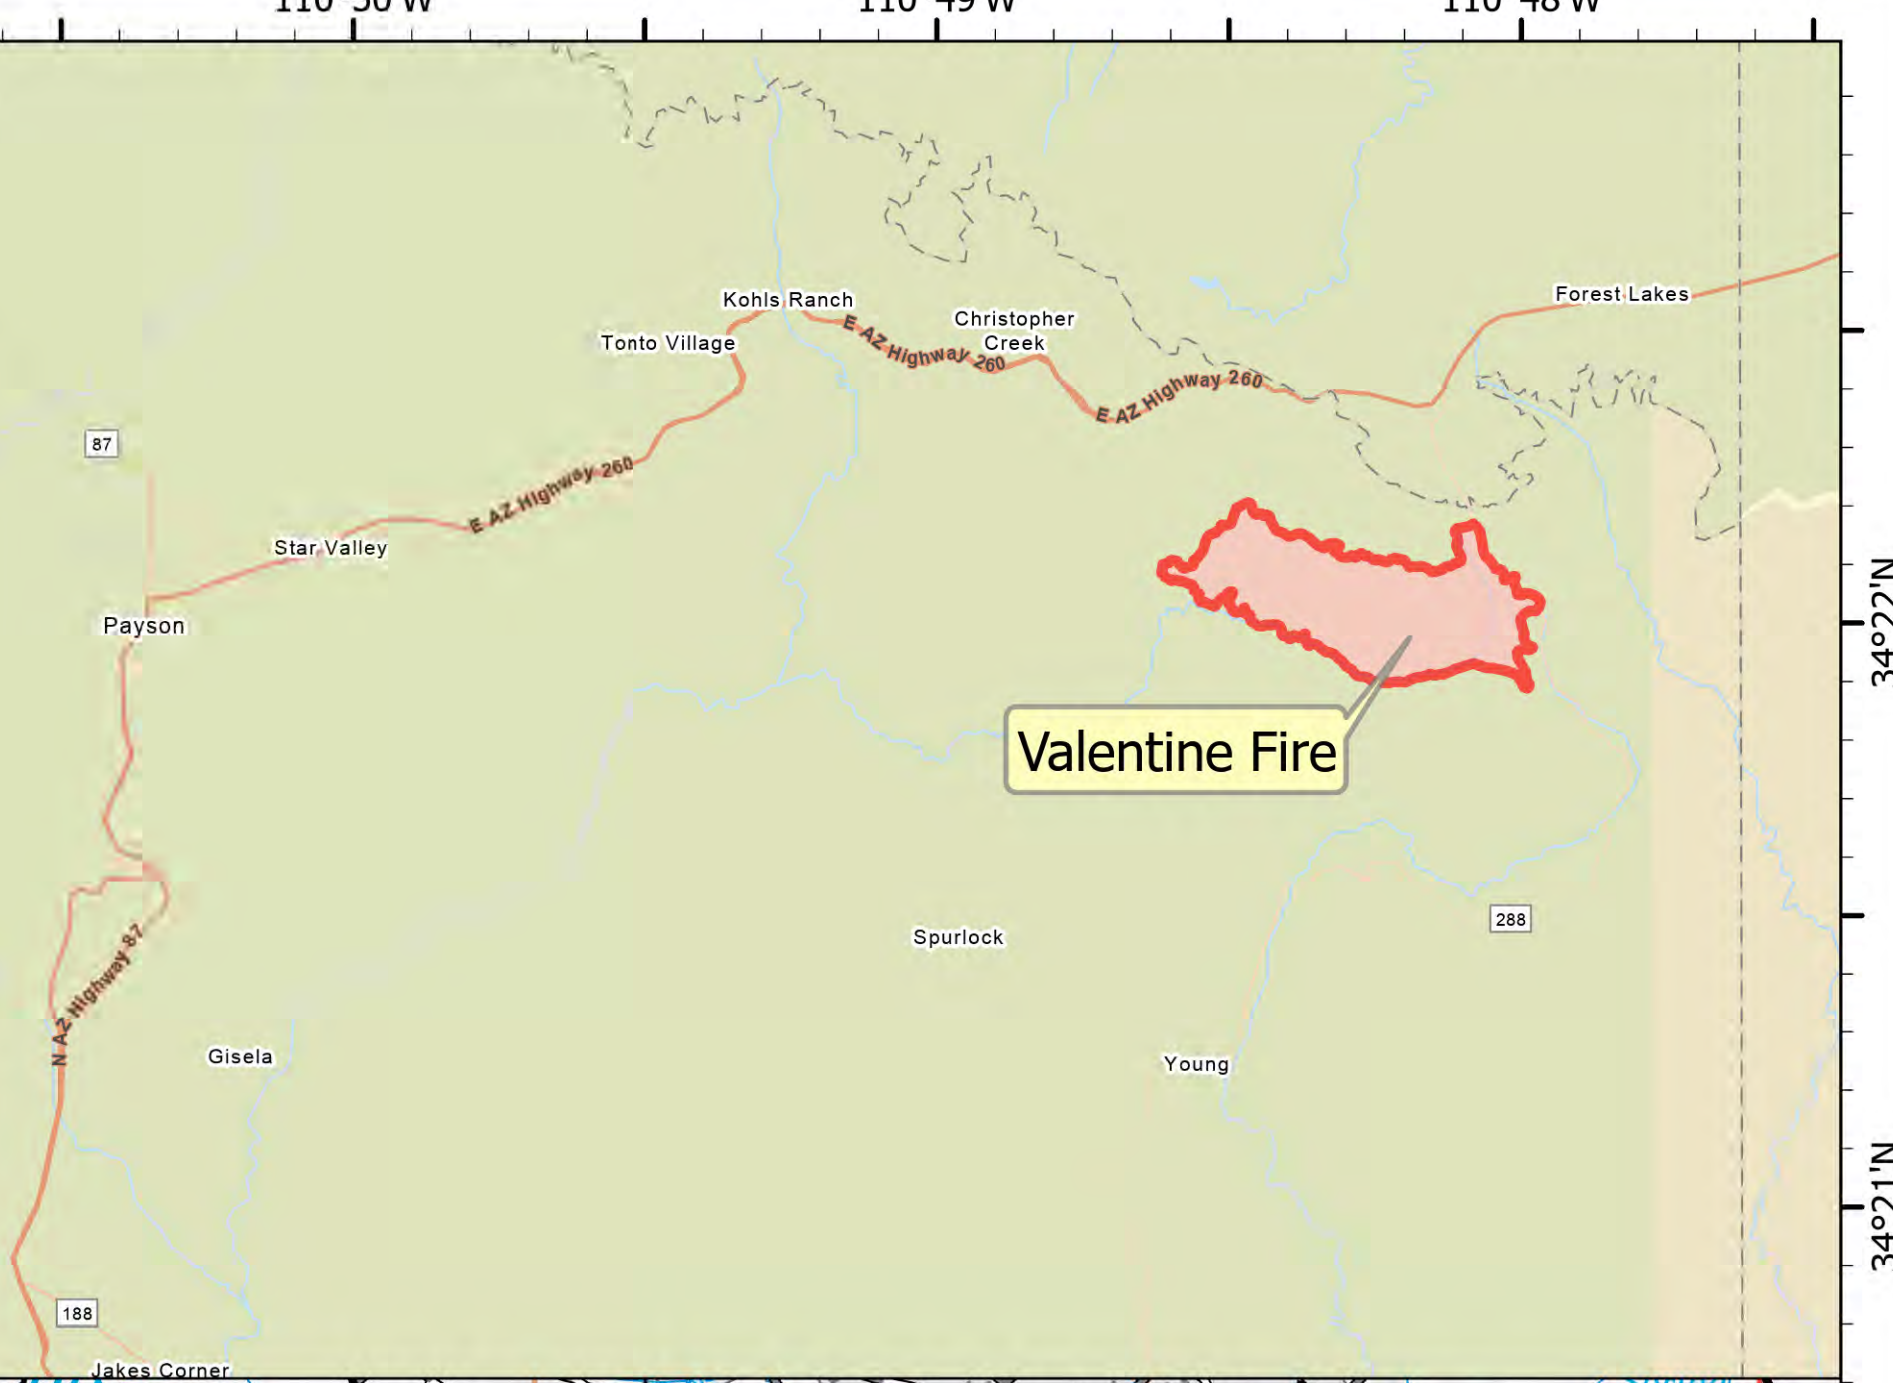 110°50'W
110°49'W
110°48'W
Forest Lakes
Kohls Ranch
Christopher
Creek
E AZ Highway 260
Tonto Village
E AZ Highway 260
87
E AZ Highway 260
Star Valley
34°22'N
Payson
Valentine Fire
288
Spurlock
N AZ Highway 87
Gisela
Young
34°21'N
188
Jakes Corner